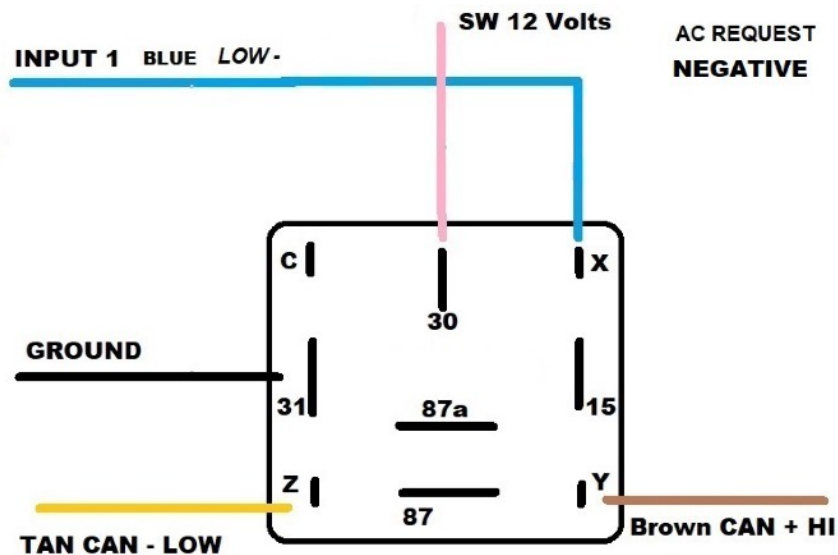 SW 12 Volts
AC REQUEST
INPUT 1 BLUE LOW -
NEGATIVE
C
X
30
GROUND
31
87a
15
Z
Y
87
TAN CAN - LOW
Brown CAN + HI